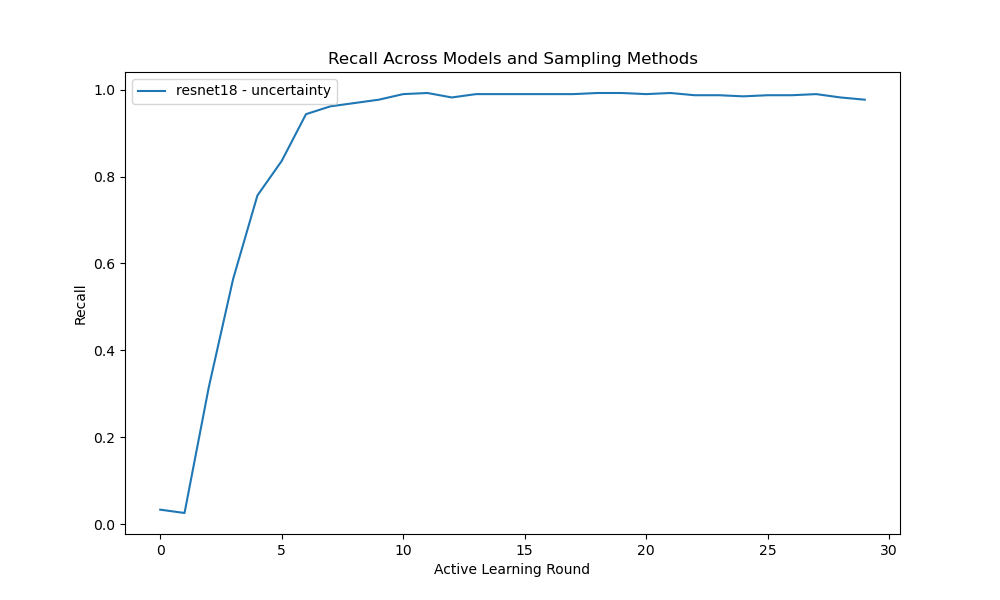 Recall Across Models and Sampling Methods
resnet18 - uncertainty
1.0
0.8
0.6
0.4
0.2
0.0
Recall
0 5 10 15 20 25 30
Active Learning Round